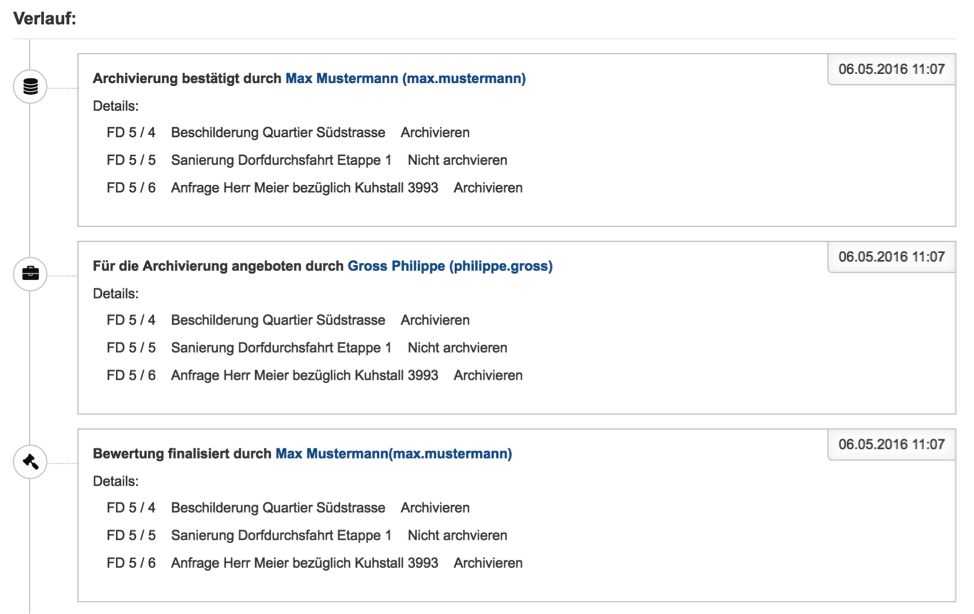 Verlauf:
06.05.2016 11:07
Archivierung bestätigt durch Max Mustermann (max.mustermann)
Details:
FD 5 / 4 Beschilderung Quartier Südstrasse Archivieren
FD 5 / 5 Sanierung Dorfdurchsfahrt Etappe 1 Nicht archvieren
FD 5 / 6 Anfrage Herr Meier bezüglich Kuhstall 3993 Archivieren
06.05.2016 11:07
Für die Archivierung angeboten durch Gross Philippe (philippe.gross)
Details:
FD 5 / 4 Beschilderung Quartier Südstrasse Archivieren
FD 5 / 5 Sanierung Dorfdurchsfahrt Etappe 1 Nicht archvieren
FD 5 / 6 Anfrage Herr Meier bezüglich Kuhstall 3993 Archivieren
06.05.2016 11:07
Bewertung finalisiert durch Max Mustermann(max.mustermann)
Details:
FD 5 / 4 Beschilderung Quartier Südstrasse Archivieren
FD 5 / 5 Sanierung Dorfdurchsfahrt Etappe 1 Nicht archvieren
FD 5 / 6 Anfrage Herr Meier bezüglich Kuhstall 3993 Archivieren